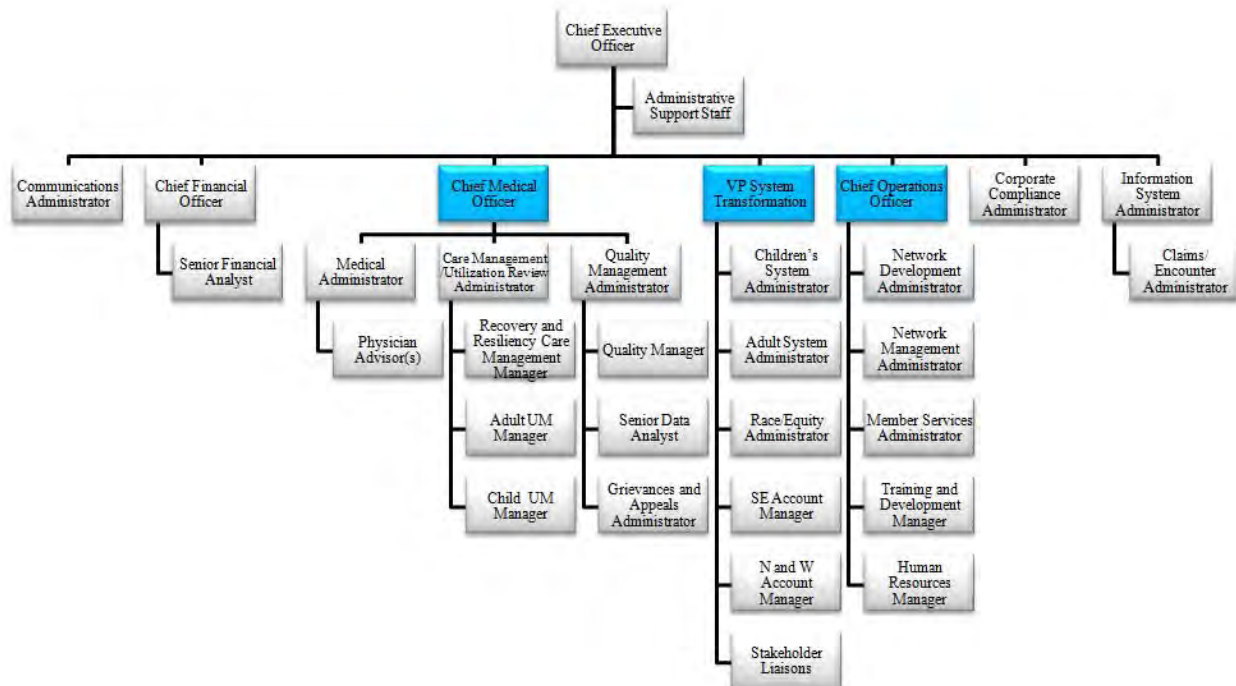 Chief Executive
Officer
Administrative
Support Staff
Communications
Administrator
Chief Financial
Officer
Chief Medical
Officer
VP System
Transformation
Chief Operations
Officer
Corporate
Compliance
Administrator
Information
System
Administrator
Senior Financial
Analyst
Medical
Administrator
Care Management
/Utilization Review
Administrator
Quality
Management
Administrator
Children's
System
Administrator
Network
Development
Administrator
Claims/
Encounter
Administrator
Physician
Advisor(s)
Recovery and
Resiliency Care
Management
Manager
Quality Manager
Adult System
Administrator
Network
Management
Administrator
Adult UM
Manager
Senior Data
Analyst
Race/Equity
Administrator
Member Services
Administrator
Child UM
Manager
Grievances and
Appeals
Administrator
SE Account
Manager
Training and
Development
Manager
N and W
Account
Manager
Human
Resources
Manager
Stakeholder
Liaisons